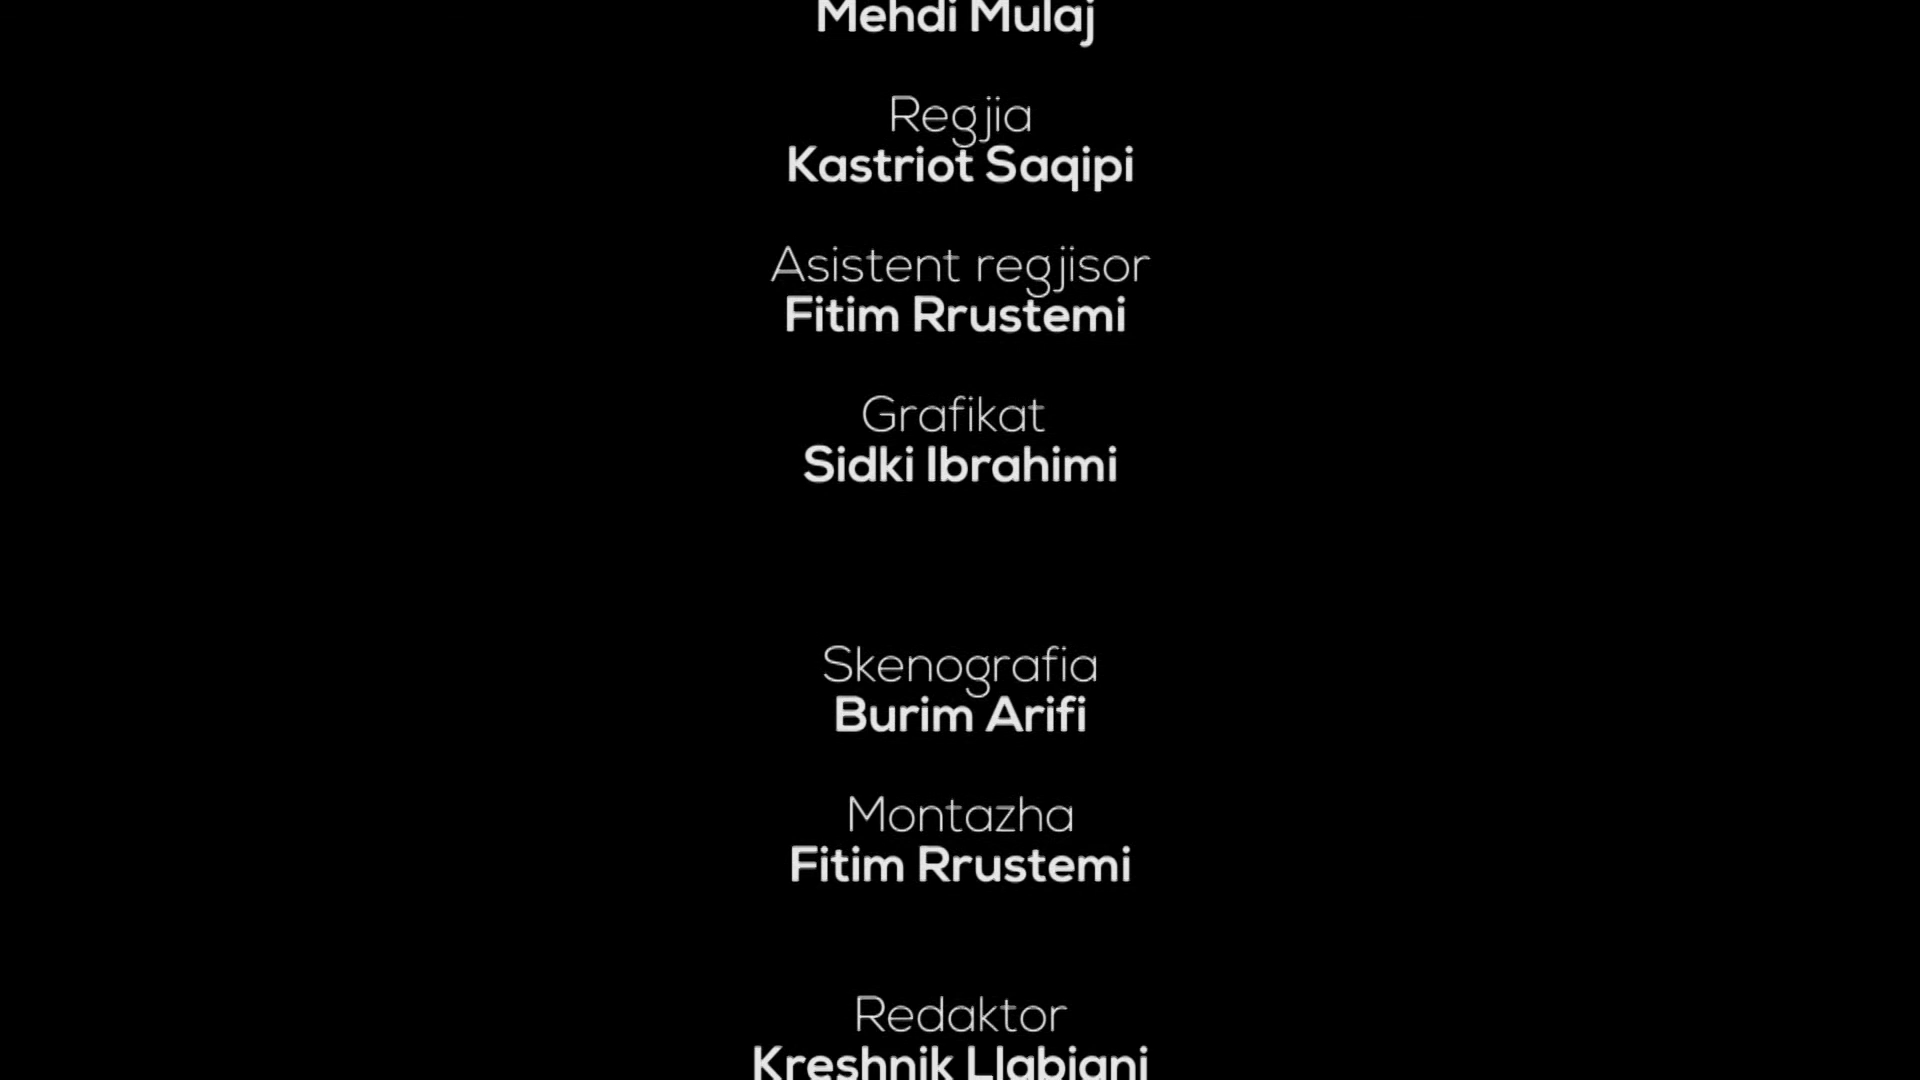 Mehdi Mulaj
Regjia
Kastriot Saqipi
Asistent regjisor
Fitim Rrustemi
Grafikat
Sidki Ibrahimi
Skenografia
Burim Arifi
Montazha
Fitim Rrustemi
Redaktor
Kreshnik Llabjani